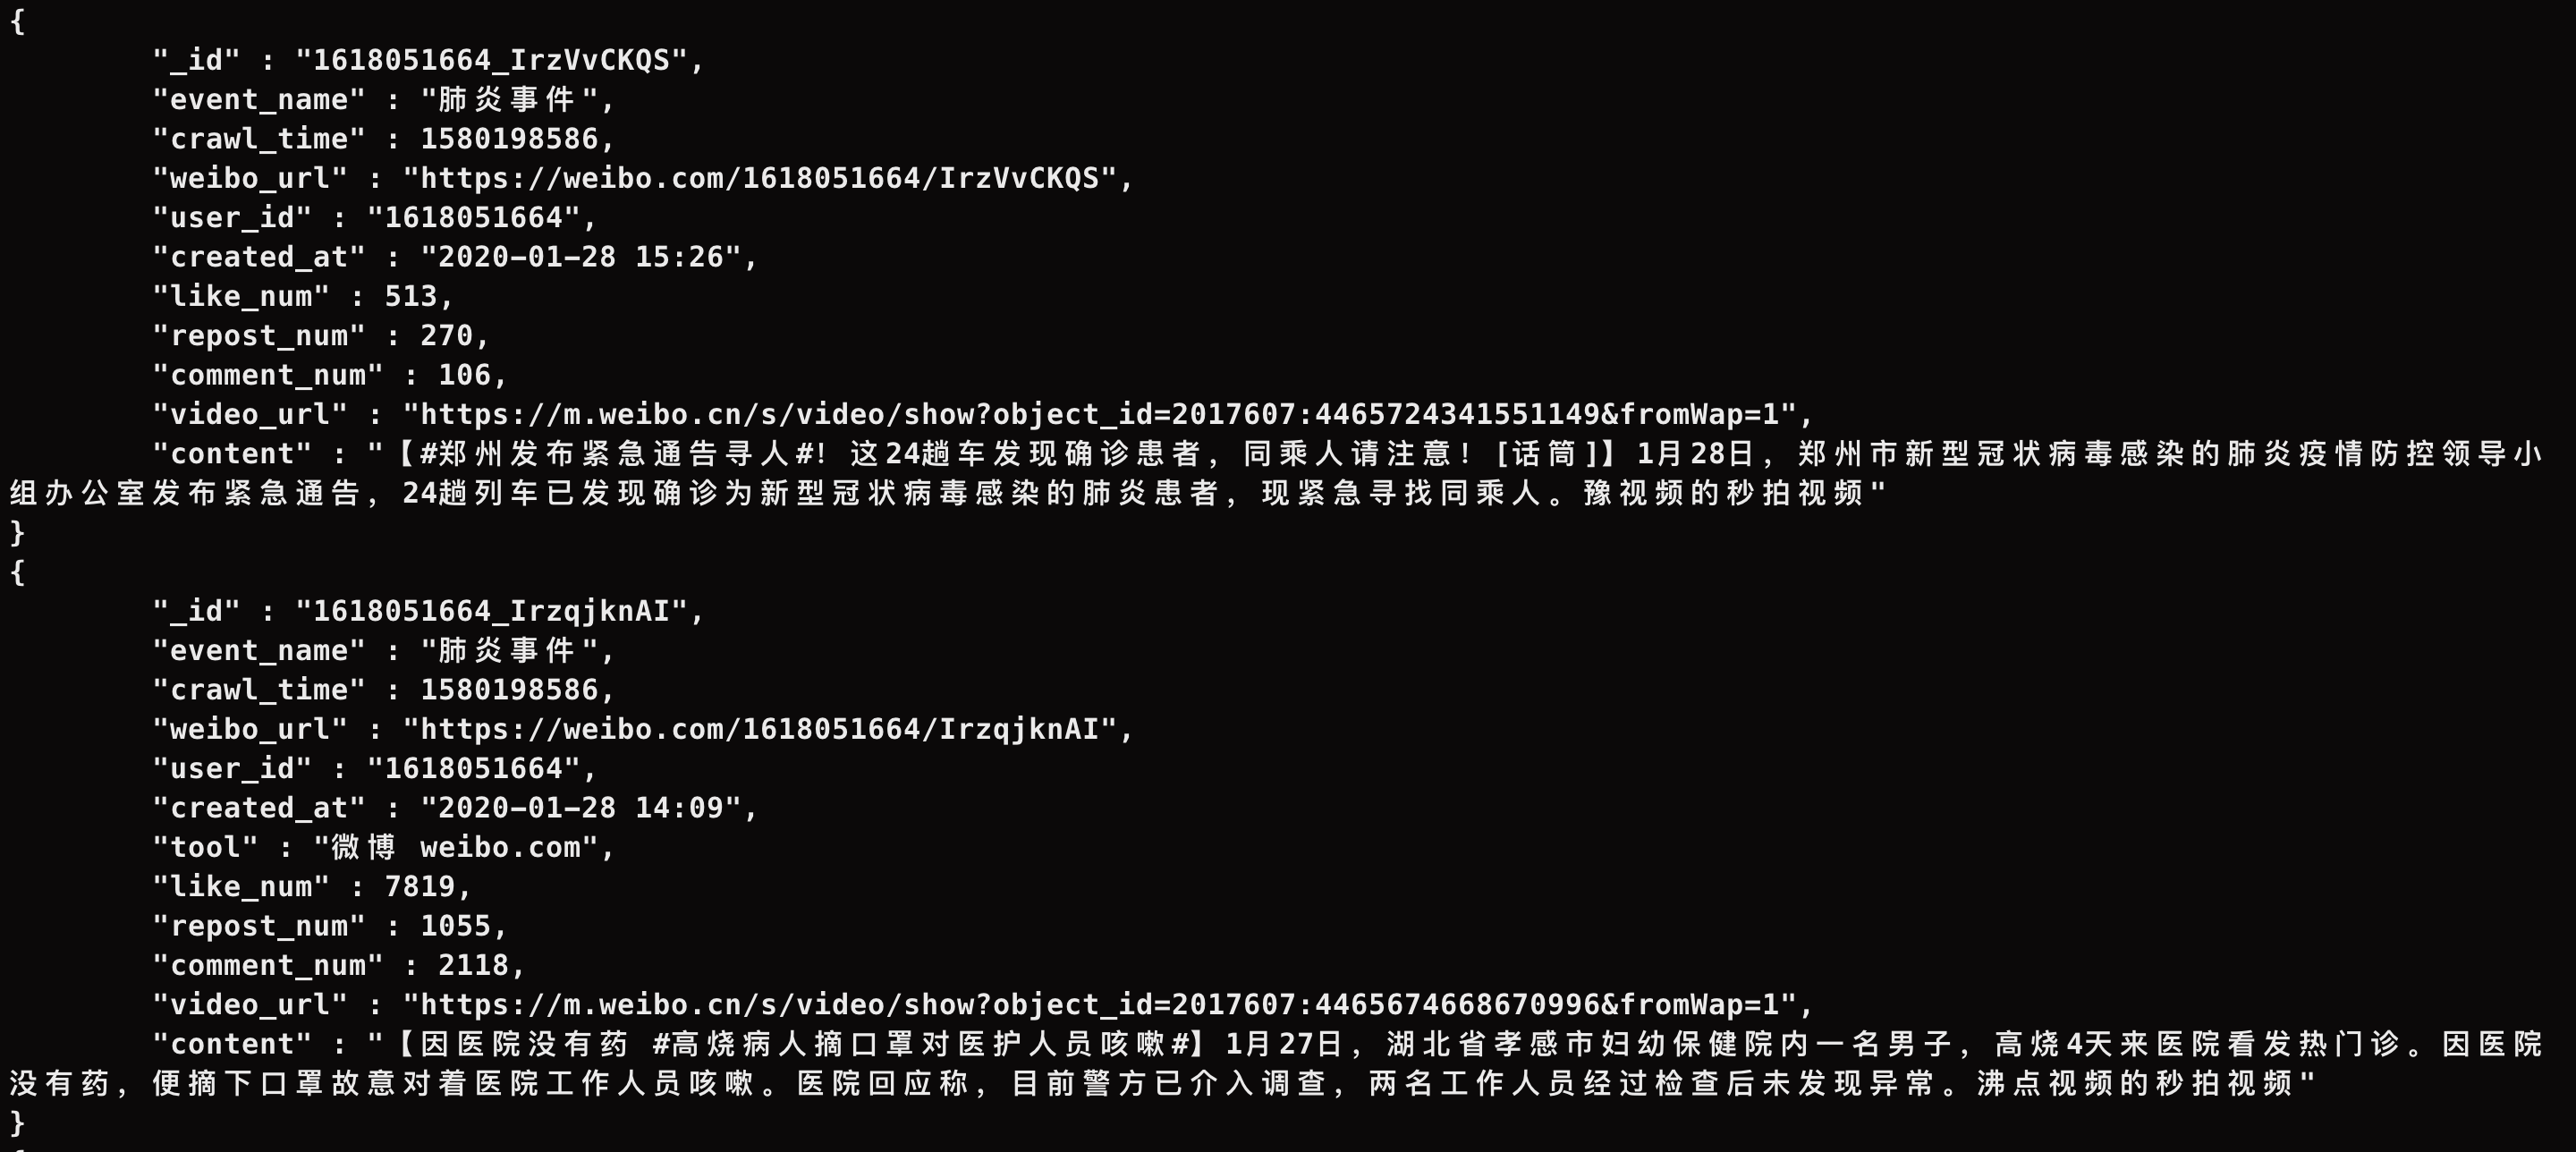 {
"_id" : "1618051664_IrzVvCKQS",
"event_name" : "肺炎事件",
"crawl_time" : 1580198586,
"weibo_url" : "https://weibo.com/1618051664/IrzVvCKQS",
"user_id" : "1618051664",
"created_at" : "2020-01-28 15:26",
"like_num" : 513,
"repost_num" : 270,
"comment_num" : 106,
"video_url" : "https://m.weibo.cn/s/video/show?object_id=2017607:4465724341551149&fromWap=1",
"content" : "【#郑州发布紧急通告寻人#！这24趟车发现确诊患者，同乘人请注意！[话筒]】1月28日，郑州市新型冠状病毒感染的肺炎疫情防控领导小
组办公室发布紧急通告，24趟列车已发现确诊为新型冠状病毒感染的肺炎患者，现紧急寻找同乘人。豫视频的秒拍视频"
}
{
"_id" : "1618051664_IrzqjknAI",
"event_name" : "肺炎事件",
"crawl_time" : 1580198586,
"weibo_url" : "https://weibo.com/1618051664/IrzqjknAI",
"user_id" : "1618051664",
"created_at" : "2020-01-28 14:09",
"tool" : "微博 weibo.com",
"like_num" : 7819,
"repost_num" : 1055,
"comment_num" : 2118,
"video_url" : "https://m.weibo.cn/s/video/show?object_id=2017607:4465674668670996&fromWap=1",
"content" : "【因医院没有药 #高烧病人摘口罩对医护人员咳嗽#】1月27日，湖北省孝感市妇幼保健院内一名男子，高烧4天来医院看发热门诊。因医院
没有药，便摘下口罩故意对着医院工作人员咳嗽。医院回应称，目前警方已介入调查，两名工作人员经过检查后未发现异常。沸点视频的秒拍视频"
}